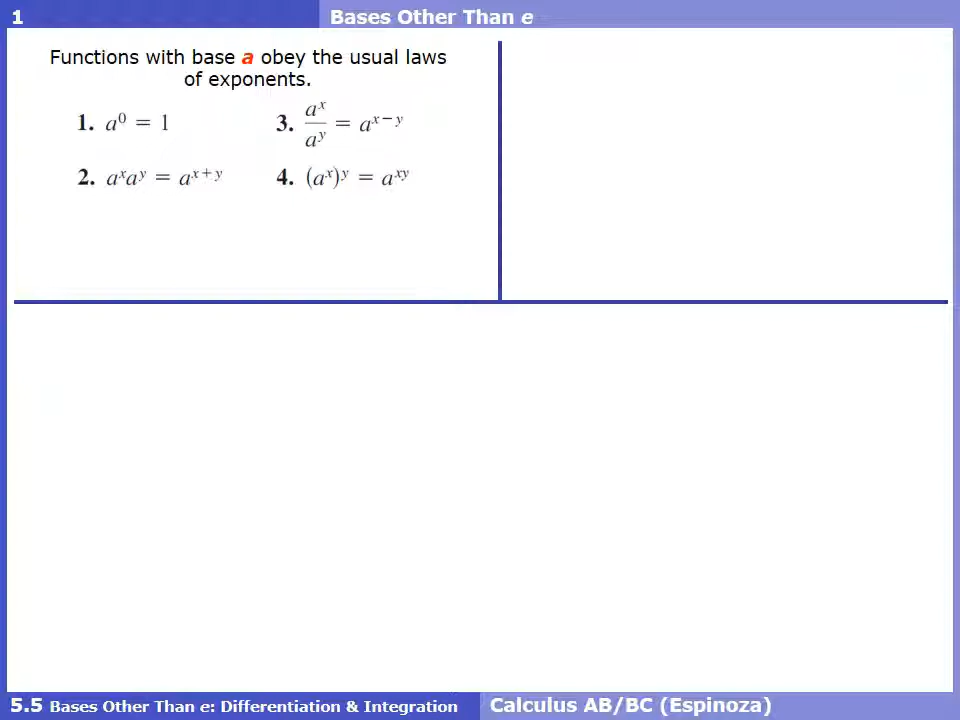 1
Bases Other Than e
Functions with base a obey the usual laws
of exponents.
1. a⁰ = 1
3. aˣ/aʸ = aˣ⁻ʸ
2. aˣaʸ = aˣ⁺ʸ
4. (aˣ)ʸ = aˣʸ
5.5 Bases Other Than e: Differentiation & Integration
Calculus AB/BC (Espinoza)